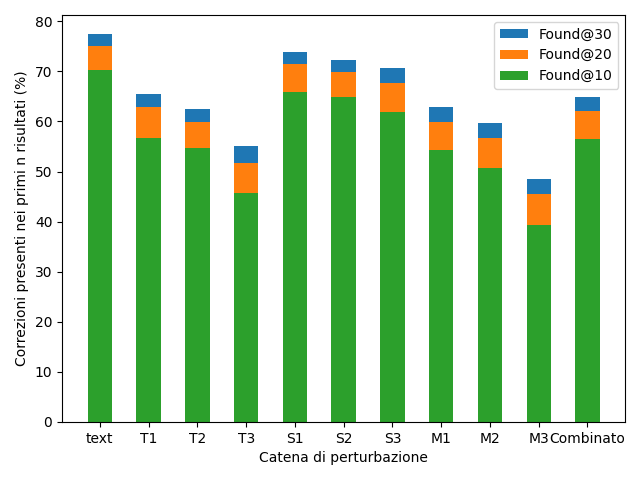 Found@30
Found@20
Found@10
Correzioni presenti nei primi n risultati (%)
80
70
60
50
40
30
20
10
0
text T1 T2 T3 S1 S2 S3 M1 M2 M3 Combinato
Catena di perturbazione